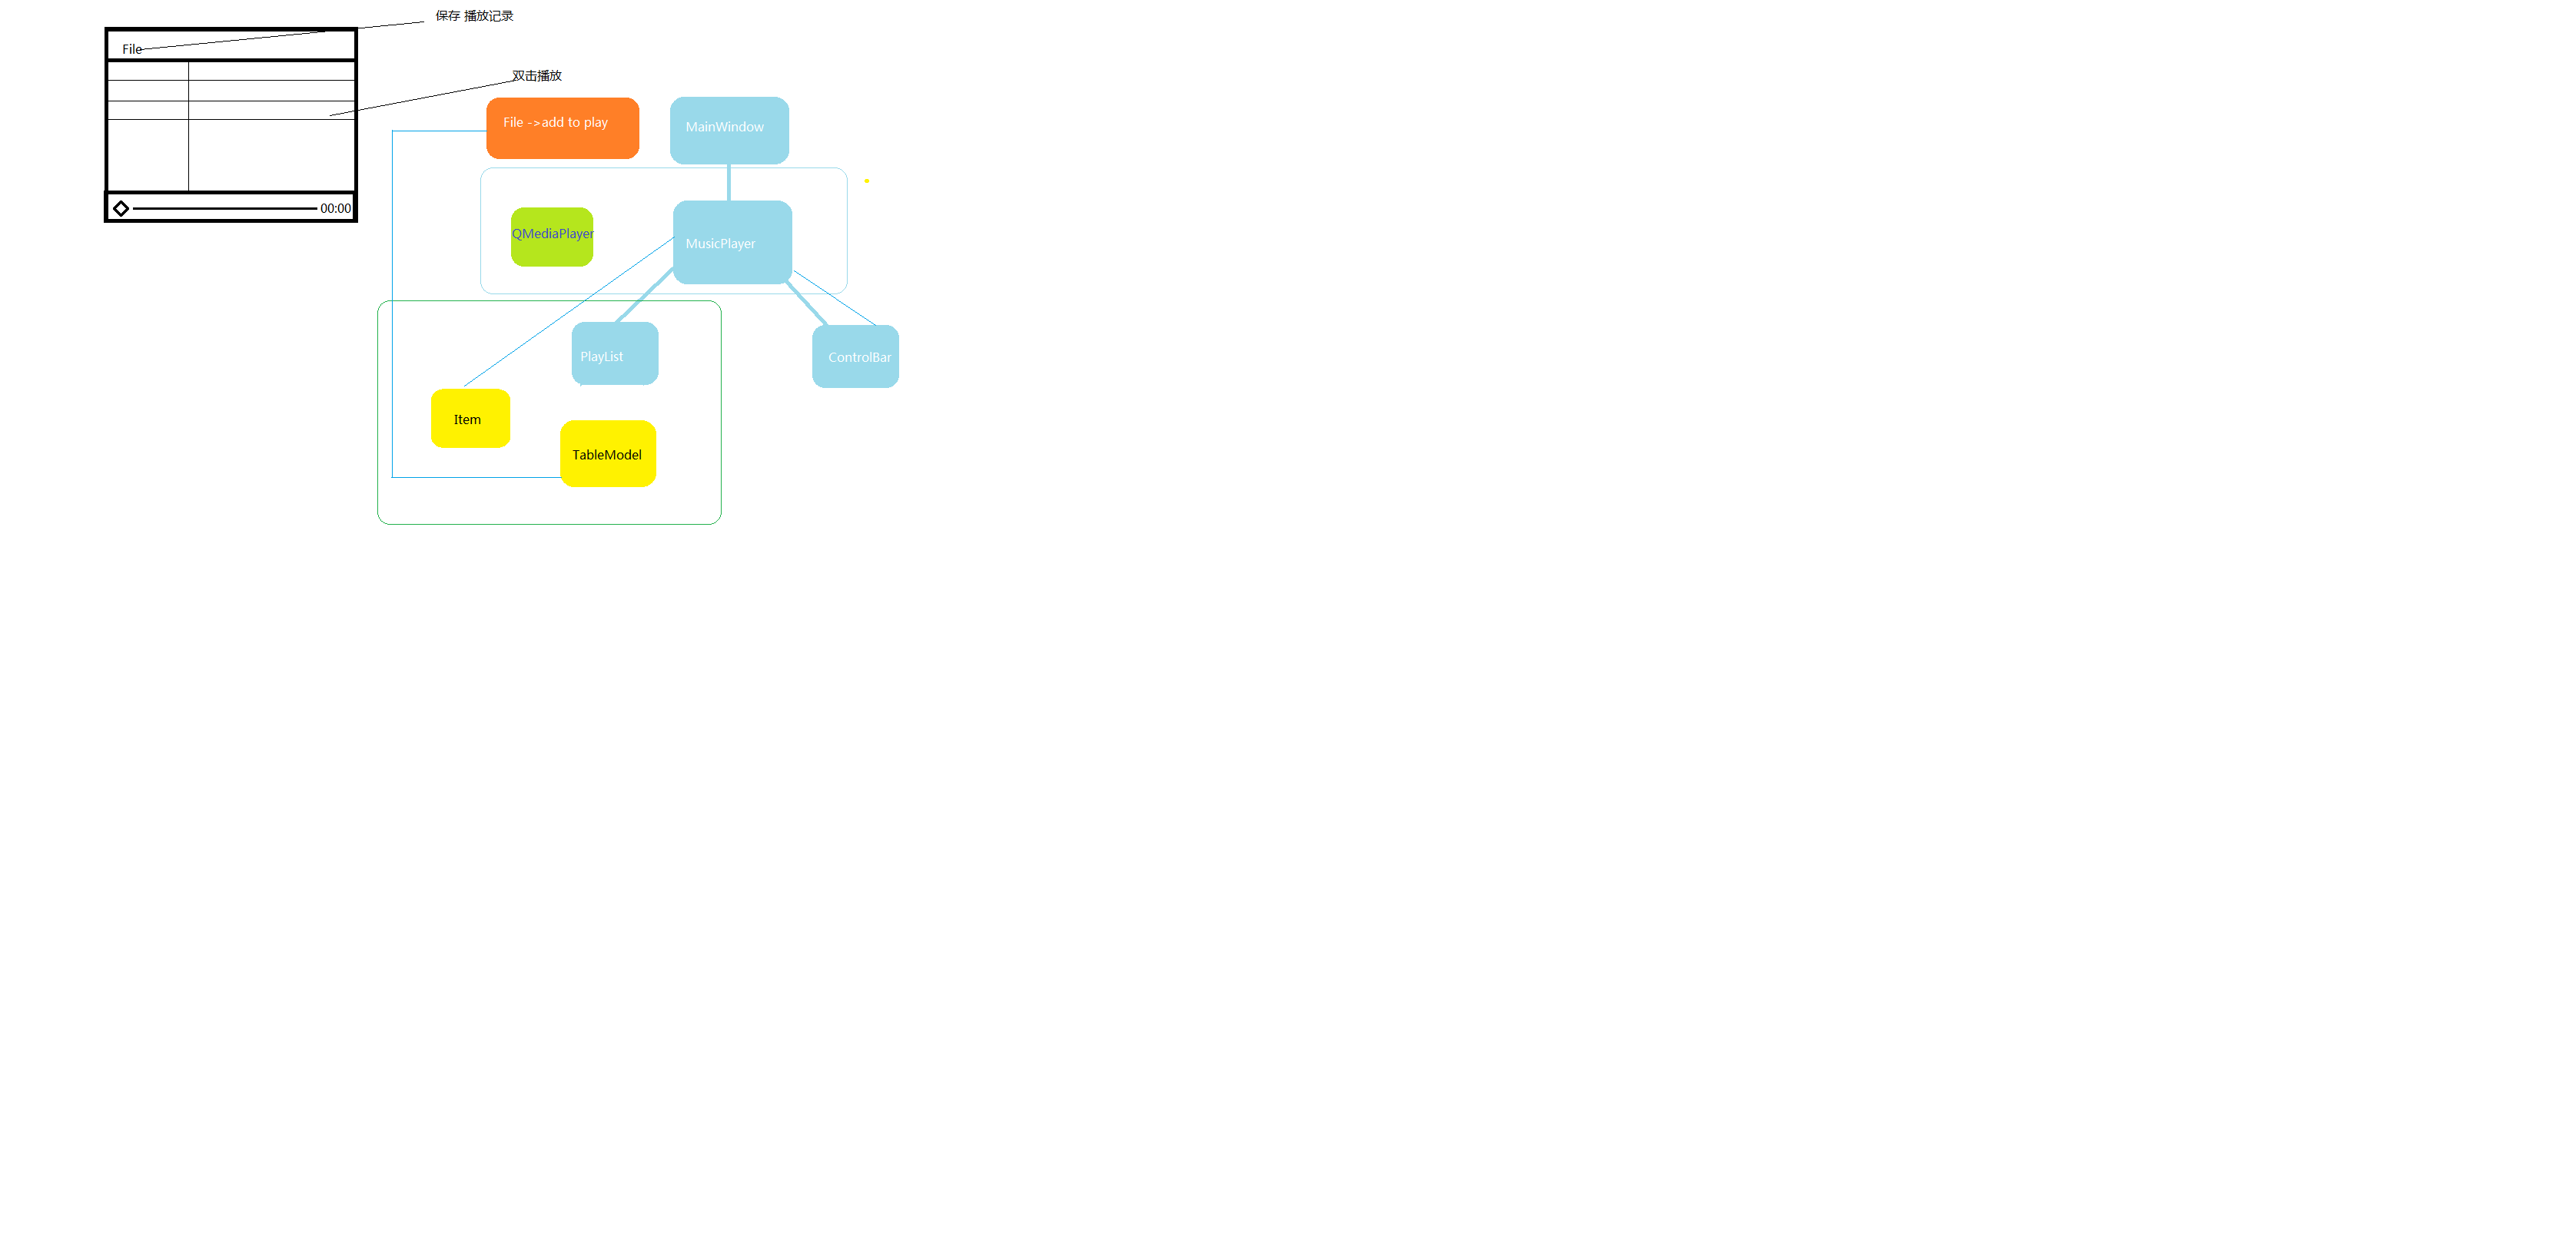 保存 播放记录
File
双击播放
File ->add to play
MainWindow
00:00
QMediaPlayer
MusicPlayer
PlayList
ControlBar
Item
TableModel